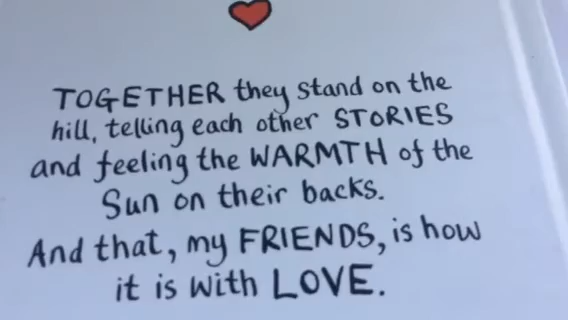 TOGETHER they stand on the
hill, telling each other STORIES
and feeling the WARMTH of the
Sun on their backs.
And that, my FRIENDS, is how
it is with LOVE.